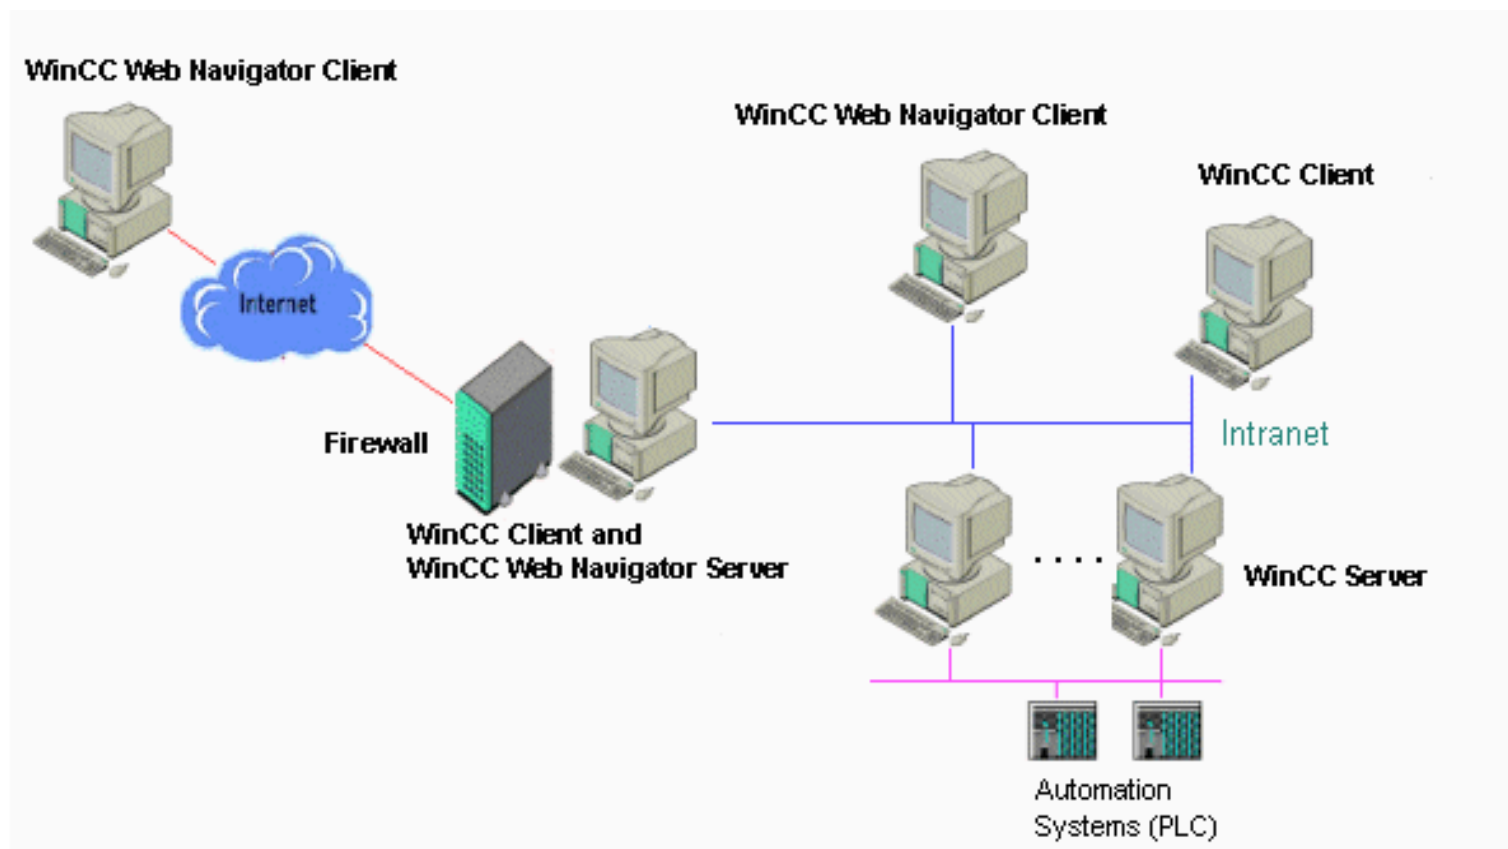 WinCC Web Navigator Client
WinCC Web Navigator Client
WinCC Client
Internet
Firewall
Intranet
WinCC Client and
WinCC Web Navigator Server
. . . .
WinCC Server
Automation
Systems (PLC)